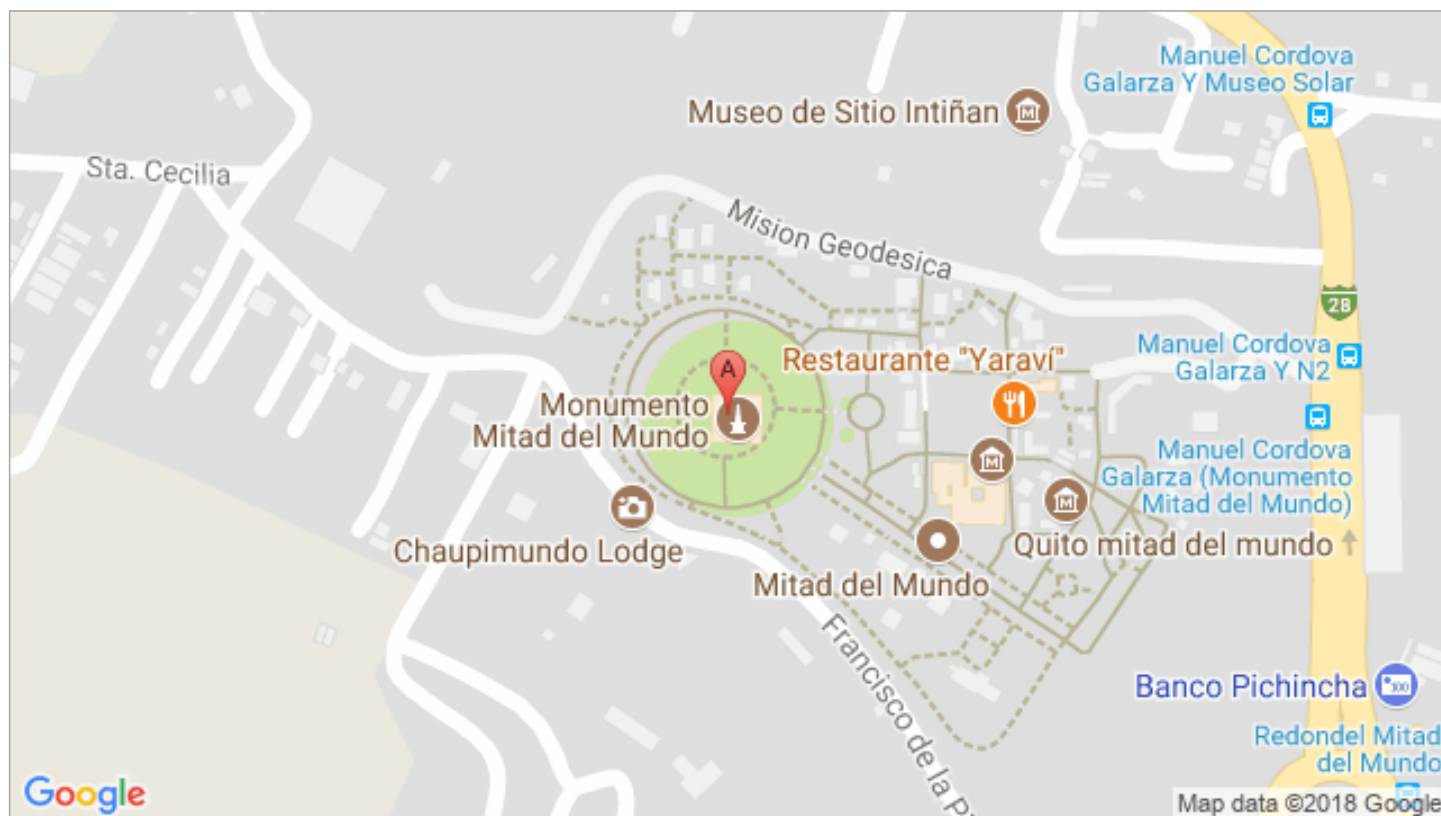 Manuel Cordova
Galarza Y Museo Solar
Museo de Sitio Intiñan
Sta. Cecilia
Mision Geodesica
28
Manuel Cordova
Galarza Y N2
Restaurante "Yaraví"
A
Monumento
Mitad del Mundo
Manuel Cordova
Galarza (Monumento
Mitad del Mundo)
Chaupimundo Lodge
Quito mitad del mundo
Mitad del Mundo
Francisco de la
Banco Pichincha
Redondel Mitad
del Mundo
Google
Map data ©2018 Google